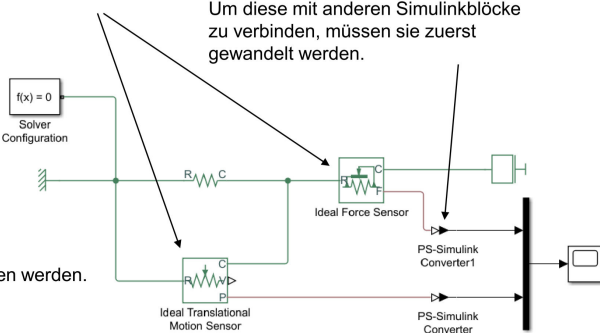 Um diese mit anderen Simulinkblöcke
zu verbinden, müssen sie zuerst
gewandelt werden.
f(x) = 0
Solver
Configuration
R C
R C
F
Ideal Force Sensor
PS-Simulink
Converter1
en werden.
C
R V
P
Ideal Translational
Motion Sensor
PS-Simulink
Converter